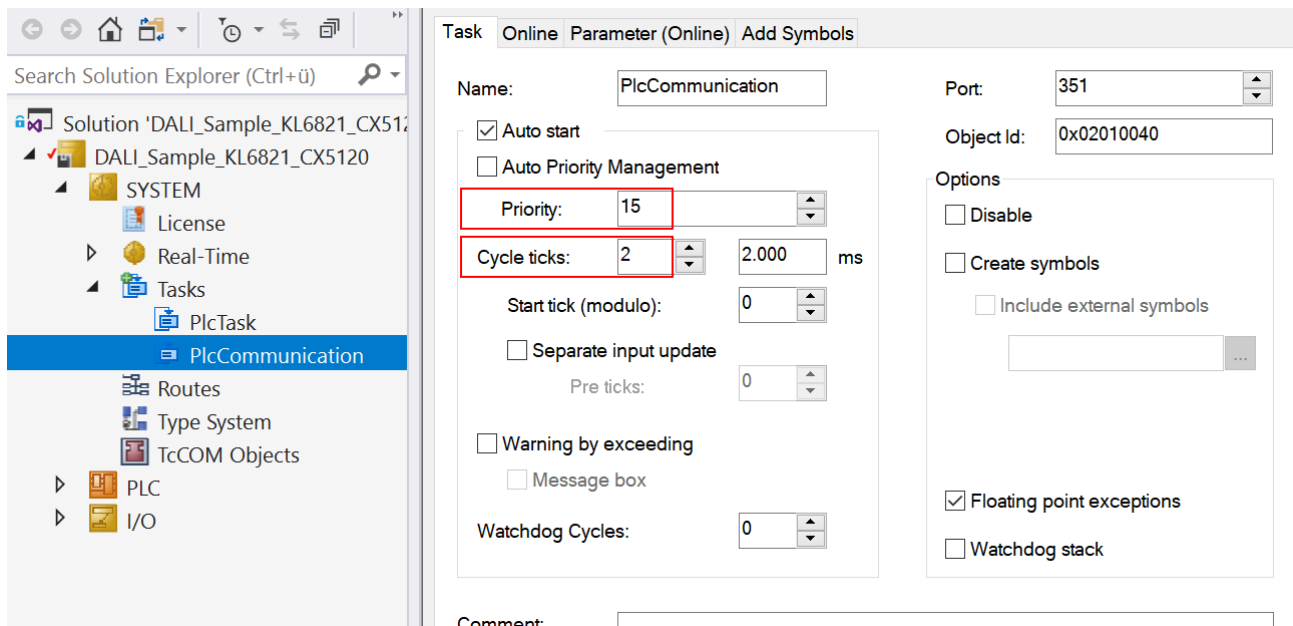 Search Solution Explorer (Ctrl+ü)
Solution 'DALI_Sample_KL6821_CX512
DALI_Sample_KL6821_CX5120
SYSTEM
License
Real-Time
Tasks
PlcTask
PlcCommunication
Routes
Type System
TcCOM Objects
PLC
I/O
Task Online Parameter (Online) Add Symbols
Name: PlcCommunication
Port: 351
Auto start
Object Id: 0x02010040
Auto Priority Management
Options
Priority: 15
Disable
Cycle ticks: 2 2.000 ms
Create symbols
Start tick (modulo): 0
Include external symbols
Separate input update
...
Pre ticks: 0
Warning by exceeding
Message box
Floating point exceptions
Watchdog Cycles: 0
Watchdog stack
Comment: